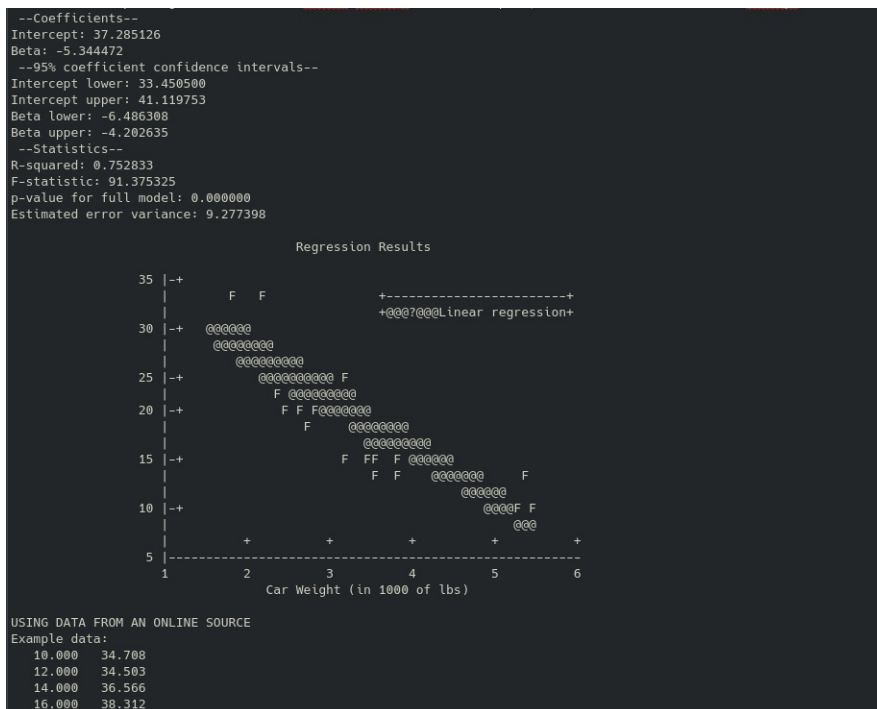 --Coefficients--
Intercept: 37.285126
Beta: -5.344472
--95% coefficient confidence intervals--
Intercept lower: 33.450500
Intercept upper: 41.119753
Beta lower: -6.486308
Beta upper: -4.202635
--Statistics--
R-squared: 0.752833
F-statistic: 91.375325
p-value for full model: 0.000000
Estimated error variance: 9.277398
Regression Results
35 |-+
| F F +------------------------+
| +@@@?@@@Linear regression+
30 |-+ @@@@@@
| @@@@@@@@
| @@@@@@@@@
25 |-+ @@@@@@@@@@ F
| F @@@@@@@@@
20 |-+ F F F@@@@@@@
| F @@@@@@@@
| @@@@@@@@@
15 |-+ F FF F @@@@@@
| F F @@@@@@@ F
| @@@@@@
10 |-+ @@@@F F
| @@@
| + + + + +
5 |-------------------------------------------------------
1 2 3 4 5 6
Car Weight (in 1000 of lbs)
USING DATA FROM AN ONLINE SOURCE
Example data:
10.000 34.708
12.000 34.503
14.000 36.566
16.000 38.312